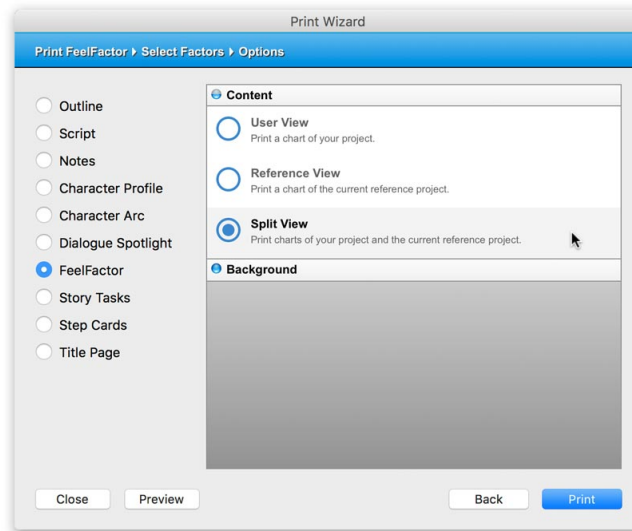 Print Wizard
Print FeelFactor ▸ Select Factors ▸ Options
Outline
Script
Notes
Character Profile
Character Arc
Dialogue Spotlight
FeelFactor
Story Tasks
Step Cards
Title Page
Content
User View
Print a chart of your project.
Reference View
Print a chart of the current reference project.
Split View
Print charts of your project and the current reference project.
Background
Close
Preview
Back
Print